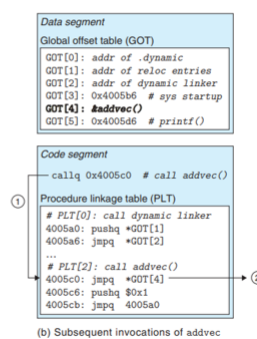 Data segment
Global offset table (GOT)
GOT[0]: addr of .dynamic
GOT[1]: addr of reloc entries
GOT[2]: addr of dynamic linker
GOT[3]: 0x4005b6 # sys startup
GOT[4]: &addvec()
GOT[5]: 0x4005d6 # printf()
Code segment
callq 0x4005c0 # call addvec()
①
Procedure linkage table (PLT)
# PLT[0]: call dynamic linker
4005a0: pushq *GOT[1]
4005a6: jmpq *GOT[2]
...
# PLT[2]: call addvec()
4005c0: jmpq *GOT[4]
4005c6: pushq $0x1
4005cb: jmpq 4005a0
(b) Subsequent invocations of addvec